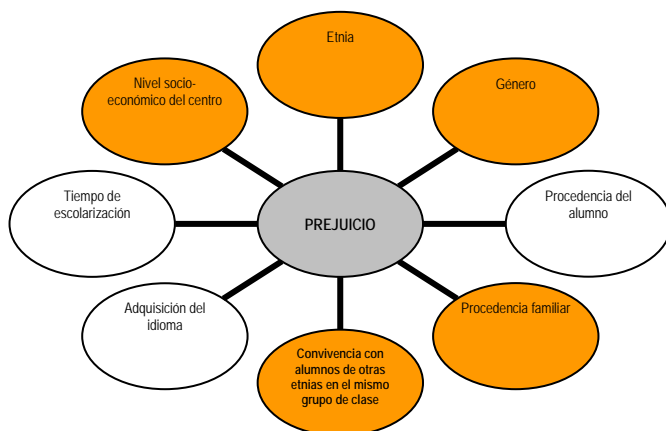 Etnia
Nivel socio-
económico del centro
Género
Tiempo de
escolarización
PREJUICIO
Procedencia del
alumno
Adquisición del
idioma
Procedencia familiar
Convivencia con
alumnos de otras
etnias en el mismo
grupo de clase